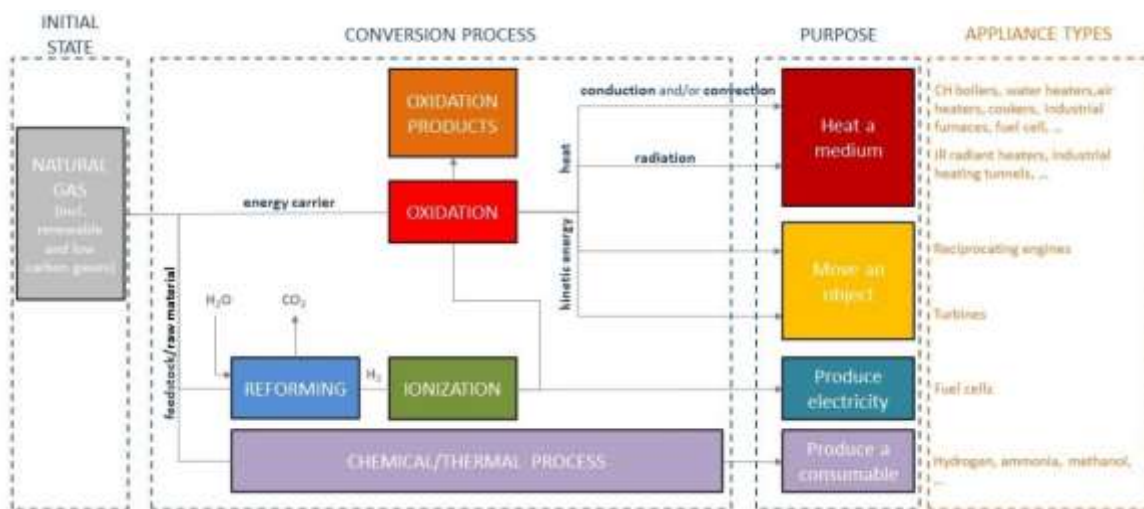 INITIAL
STATE
CONVERSION PROCESS
PURPOSE
APPLIANCE TYPES
NATURAL
GAS
(incl.
renewable
and low
carbon gases)
energy carrier
feedstock/raw material
OXIDATION
PRODUCTS
OXIDATION
heat
kinetic energy
conduction and/or convection
radiation
H₂O
CO₂
REFORMING
H₂
IONIZATION
CHEMICAL/THERMAL PROCESS
Heat a
medium
Move an
object
Produce
electricity
Produce a
consumable
CH boilers, water heaters,air
heaters, cookers, industrial
furnaces, fuel cell, ...
IR radiant heaters, industrial
heating tunnels, ...
Reciprocating engines
Turbines
Fuel cells
Hydrogen, ammonia, methanol,
...